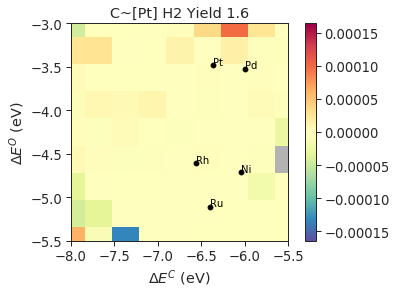 C~[Pt] H2 Yield 1.6
ΔE^O (eV)
−3.0
−3.5
−4.0
−4.5
−5.0
−5.5
Pt
Pd
Rh
Ni
Ru
−8.0 −7.5 −7.0 −6.5 −6.0 −5.5
ΔE^C (eV)
0.00015
0.00010
0.00005
0.00000
−0.00005
−0.00010
−0.00015